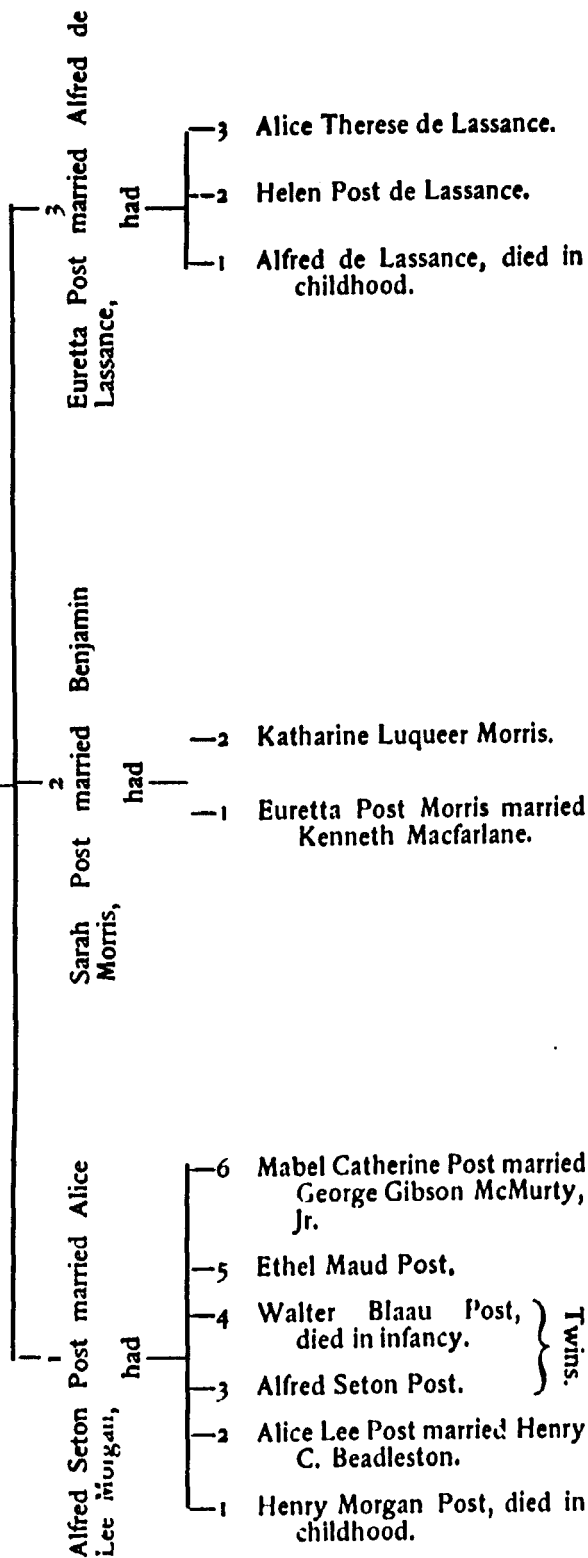 3
Euretta Post married Alfred de
Lassance,
had
3 Alice Therese de Lassance.
2 Helen Post de Lassance.
1 Alfred de Lassance, died in
childhood.
2
Sarah Post married Benjamin
Morris,
had
2 Katharine Luqueer Morris.
1 Euretta Post Morris married
Kenneth Macfarlane.
1
Alfred Seton Post married Alice
Lee Morgan,
had
6 Mabel Catherine Post married
George Gibson McMurty,
Jr.
5 Ethel Maud Post.
4 Walter Blaau Post,
died in infancy.
3 Alfred Seton Post.
Twins.
2 Alice Lee Post married Henry
C. Beadleston.
1 Henry Morgan Post, died in
childhood.